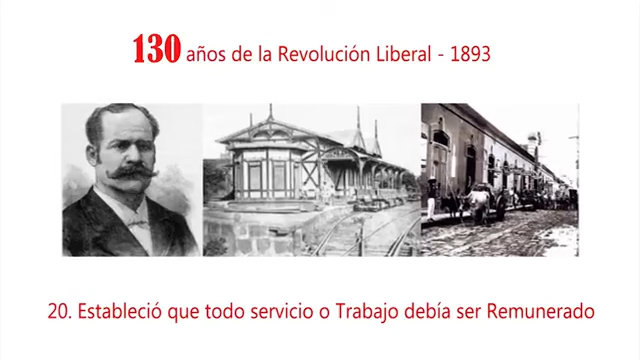 130 años de la Revolución Liberal - 1893
20. Estableció que todo servicio o Trabajo debía ser Remunerado